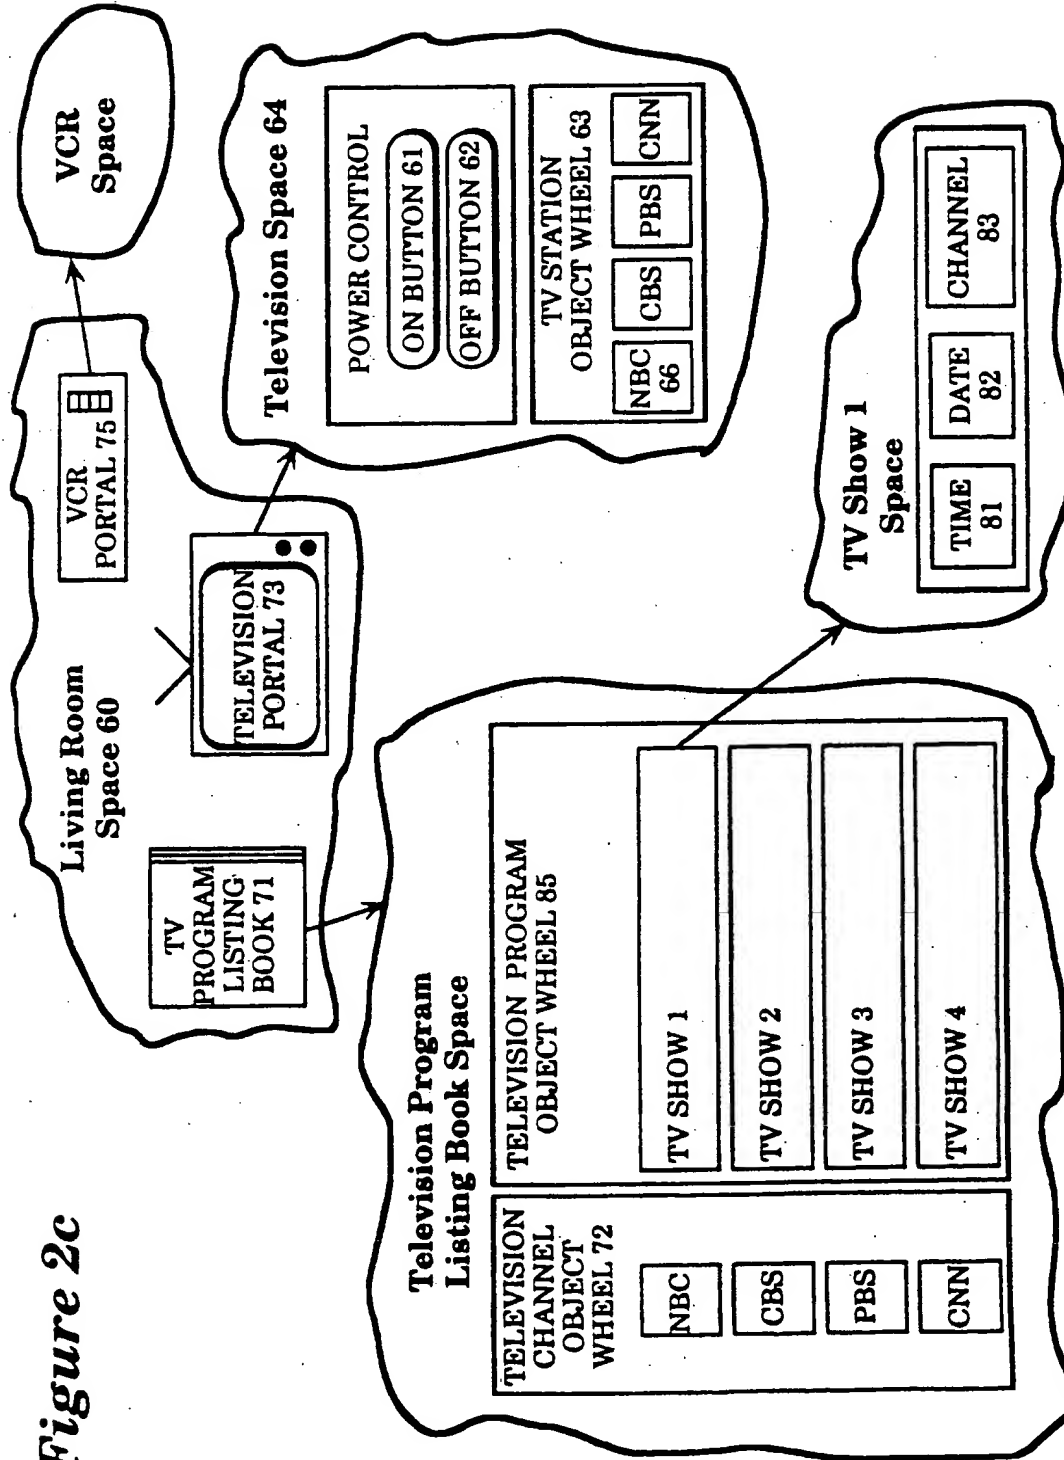 Figure 2c
Living Room
Space 60
TV
PROGRAM
LISTING
BOOK 71
TELEVISION
PORTAL 73
VCR
PORTAL 75
VCR
Space
Television Space 64
POWER CONTROL
ON BUTTON 61
OFF BUTTON 62
TV STATION
OBJECT WHEEL 63
NBC
66
CBS
PBS
CNN
Television Program
Listing Book Space
TELEVISION
CHANNEL
OBJECT
WHEEL 72
NBC
CBS
PBS
CNN
TELEVISION PROGRAM
OBJECT WHEEL 85
TV SHOW 1
TV SHOW 2
TV SHOW 3
TV SHOW 4
TV Show 1
Space
TIME
81
DATE
82
CHANNEL
83